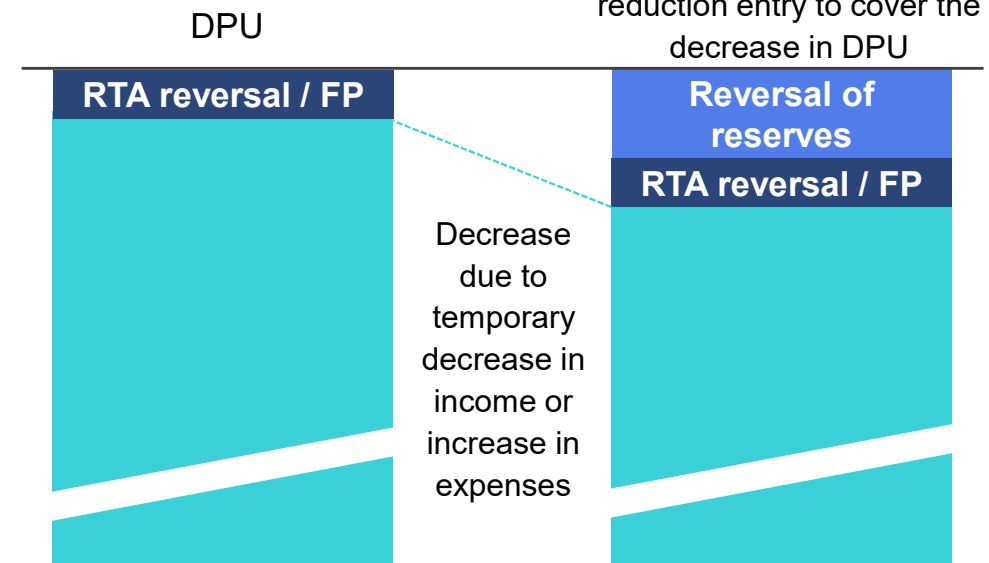 DPU
reduction entry to cover the
decrease in DPU
RTA reversal / FP
Reversal of
reserves
RTA reversal / FP
Decrease
due to
temporary
decrease in
income or
increase in
expenses